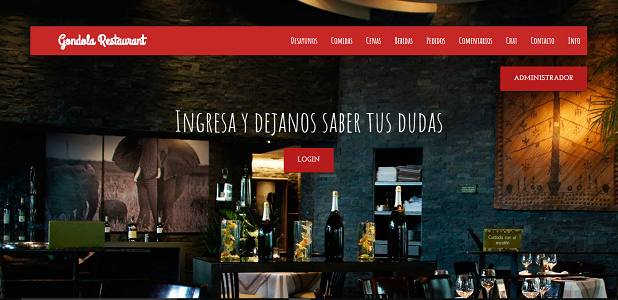 Gondola Restaurant
Desayunos Comidas Cenas Bebidas Pedidos Comentarios Chat Contacto Info
ADMINISTRADOR
Ingresa y dejanos saber tus dudas
LOGIN
Cuidado con el escalón